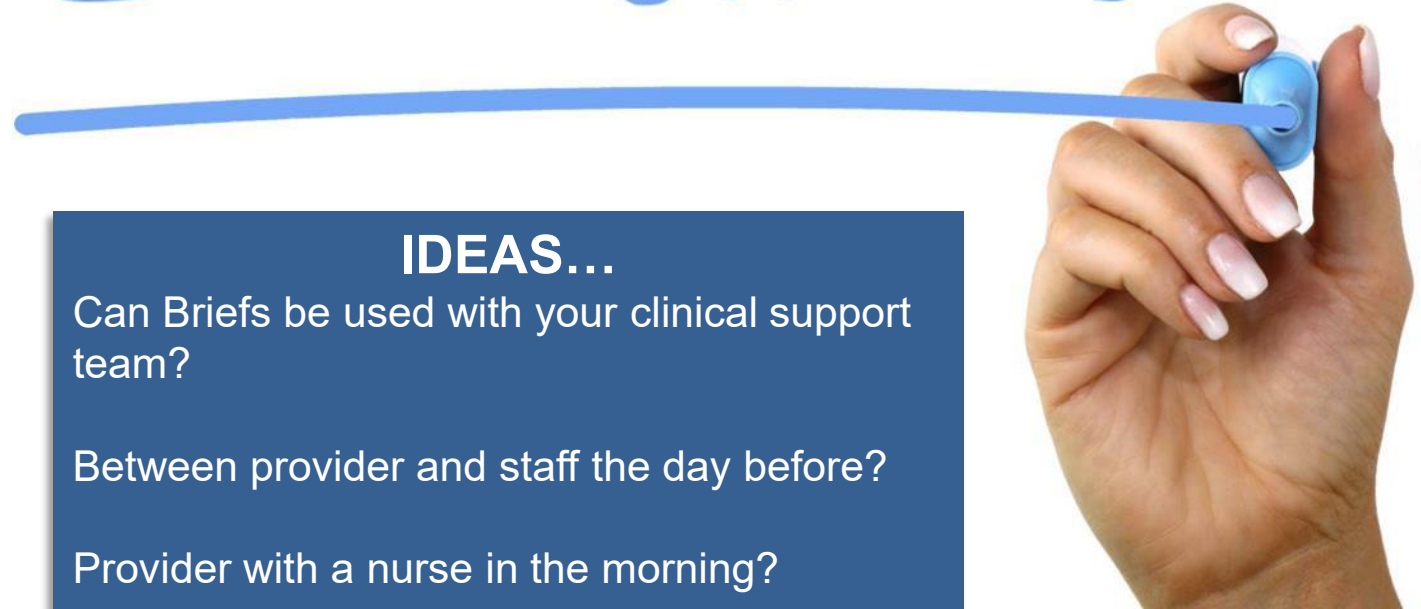 IDEAS…
Can Briefs be used with your clinical support
team?
Between provider and staff the day before?
Provider with a nurse in the morning?